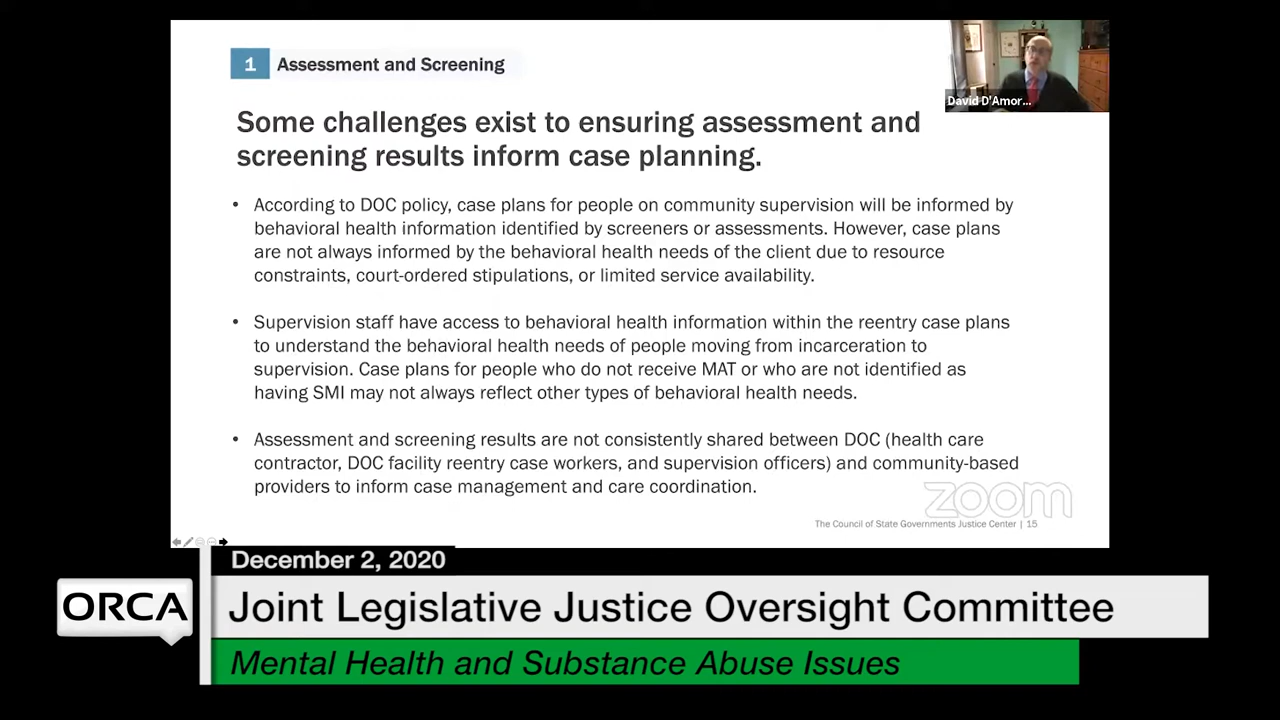 1 Assessment and Screening
David D'Amor...
Some challenges exist to ensuring assessment and
screening results inform case planning.
• According to DOC policy, case plans for people on community supervision will be informed by
behavioral health information identified by screeners or assessments. However, case plans
are not always informed by the behavioral health needs of the client due to resource
constraints, court-ordered stipulations, or limited service availability.
• Supervision staff have access to behavioral health information within the reentry case plans
to understand the behavioral health needs of people moving from incarceration to
supervision. Case plans for people who do not receive MAT or who are not identified as
having SMI may not always reflect other types of behavioral health needs.
• Assessment and screening results are not consistently shared between DOC (health care
contractor, DOC facility reentry case workers, and supervision officers) and community-based
providers to inform case management and care coordination.
zoom
The Council of State Governments Justice Center | 15
December 2, 2020
ORCA
Joint Legislative Justice Oversight Committee
Mental Health and Substance Abuse Issues